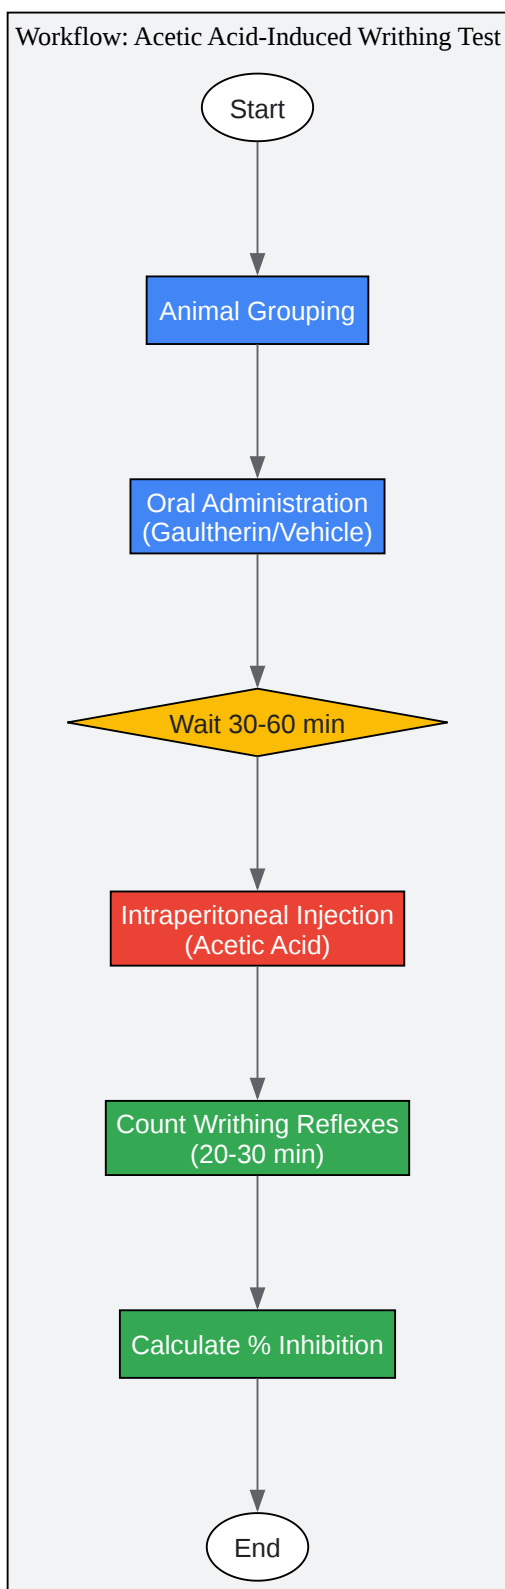 Workflow: Acetic Acid-Induced Writhing Test
Start
Animal Grouping
Oral Administration
(Gaultherin/Vehicle)
Wait 30-60 min
Intraperitoneal Injection
(Acetic Acid)
Count Writhing Reflexes
(20-30 min)
Calculate % Inhibition
End